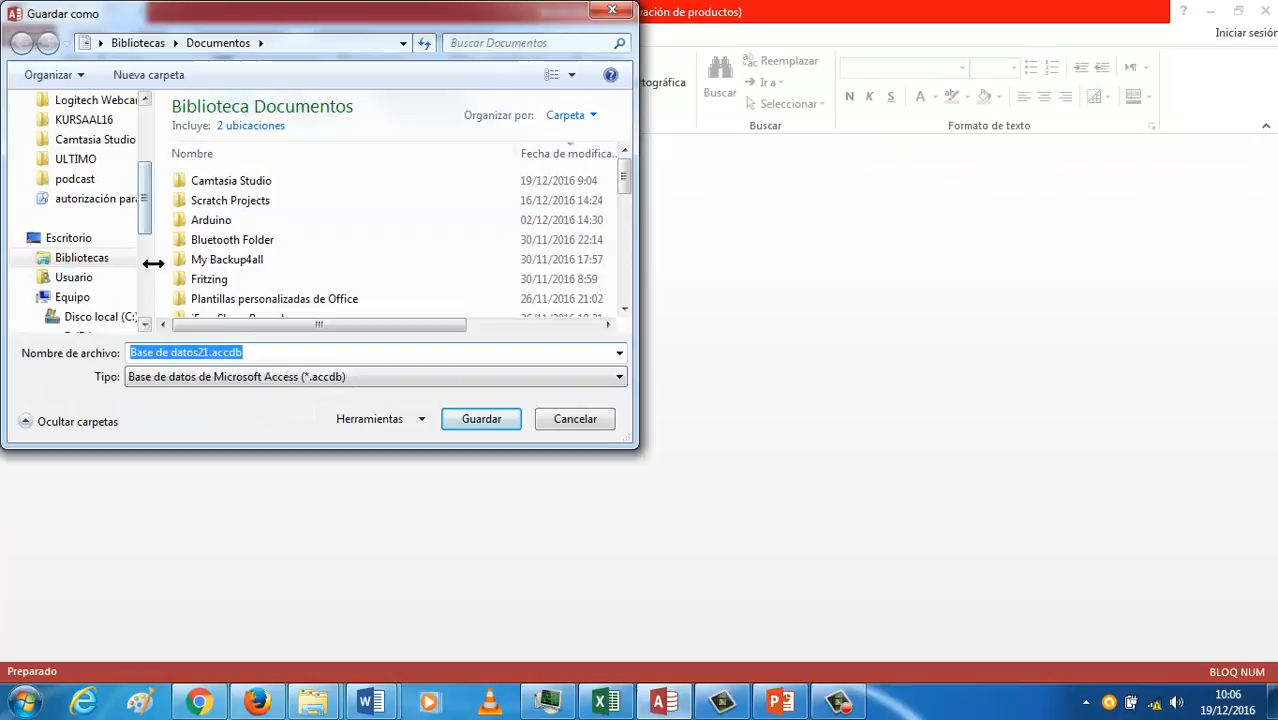 Guardar como
vación de productos)
Bibliotecas
Documentos
Buscar Documentos
Iniciar sesión
Organizar
Nueva carpeta
Reemplazar
Ir a
Seleccionar
tográfica
Buscar
Buscar
Formato de texto
N K S
A
Logitech Webcar
KURSAAL16
Camtasia Studio
ULTIMO
podcast
autorización para
Escritorio
Bibliotecas
Usuario
Equipo
Disco local (C:)
Biblioteca Documentos
Incluye: 2 ubicaciones
Organizar por: Carpeta
Nombre Fecha de modifica...
Camtasia Studio 19/12/2016 9:04
Scratch Projects 16/12/2016 14:24
Arduino 02/12/2016 14:30
Bluetooth Folder 30/11/2016 22:14
My Backup4all 30/11/2016 17:57
Fritzing 30/11/2016 8:59
Plantillas personalizadas de Office 26/11/2016 21:02
Nombre de archivo: Base de datos21.accdb
Tipo: Base de datos de Microsoft Access (*.accdb)
Ocultar carpetas
Herramientas
Guardar
Cancelar
Preparado
BLOQ NUM
10:06
19/12/2016